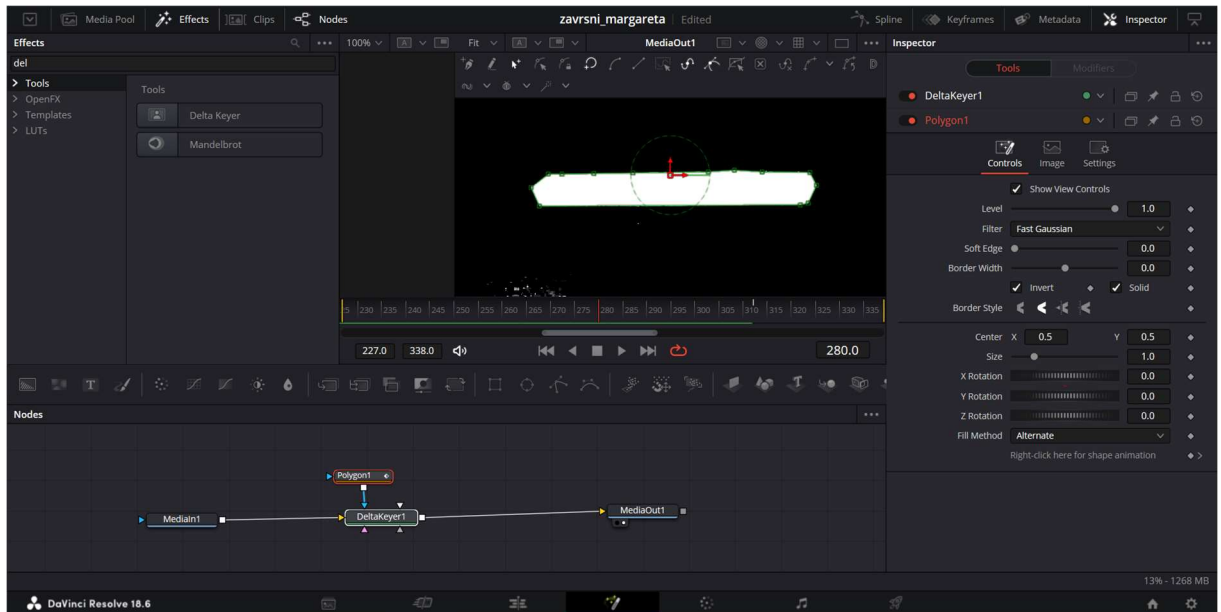 Media Pool Effects Clips Nodes zavrsni_margareta Edited Spline Keyframes Metadata Inspector
Effects 100% Fit MediaOut1 Inspector
del
Tools
OpenFX
Templates
LUTs
Tools
Delta Keyer
Mandelbrot
Tools Modifiers
DeltaKeyer1
Polygon1
Controls Image Settings
Show View Controls
Level 1.0
Filter Fast Gaussian
Soft Edge 0.0
Border Width 0.0
Invert Solid
Border Style
Center X 0.5 Y 0.5
Size 1.0
X Rotation 0.0
Y Rotation 0.0
Z Rotation 0.0
Fill Method Alternate
Right-click here for shape animation
230 235 240 245 250 255 260 265 270 275 280 285 290 295 300 305 310 315 320 325 330 335
227.0 338.0 280.0
T
Nodes
Polygon1
MediaIn1 DeltaKeyer1 MediaOut1
13% - 1268 MB
DaVinci Resolve 18.6